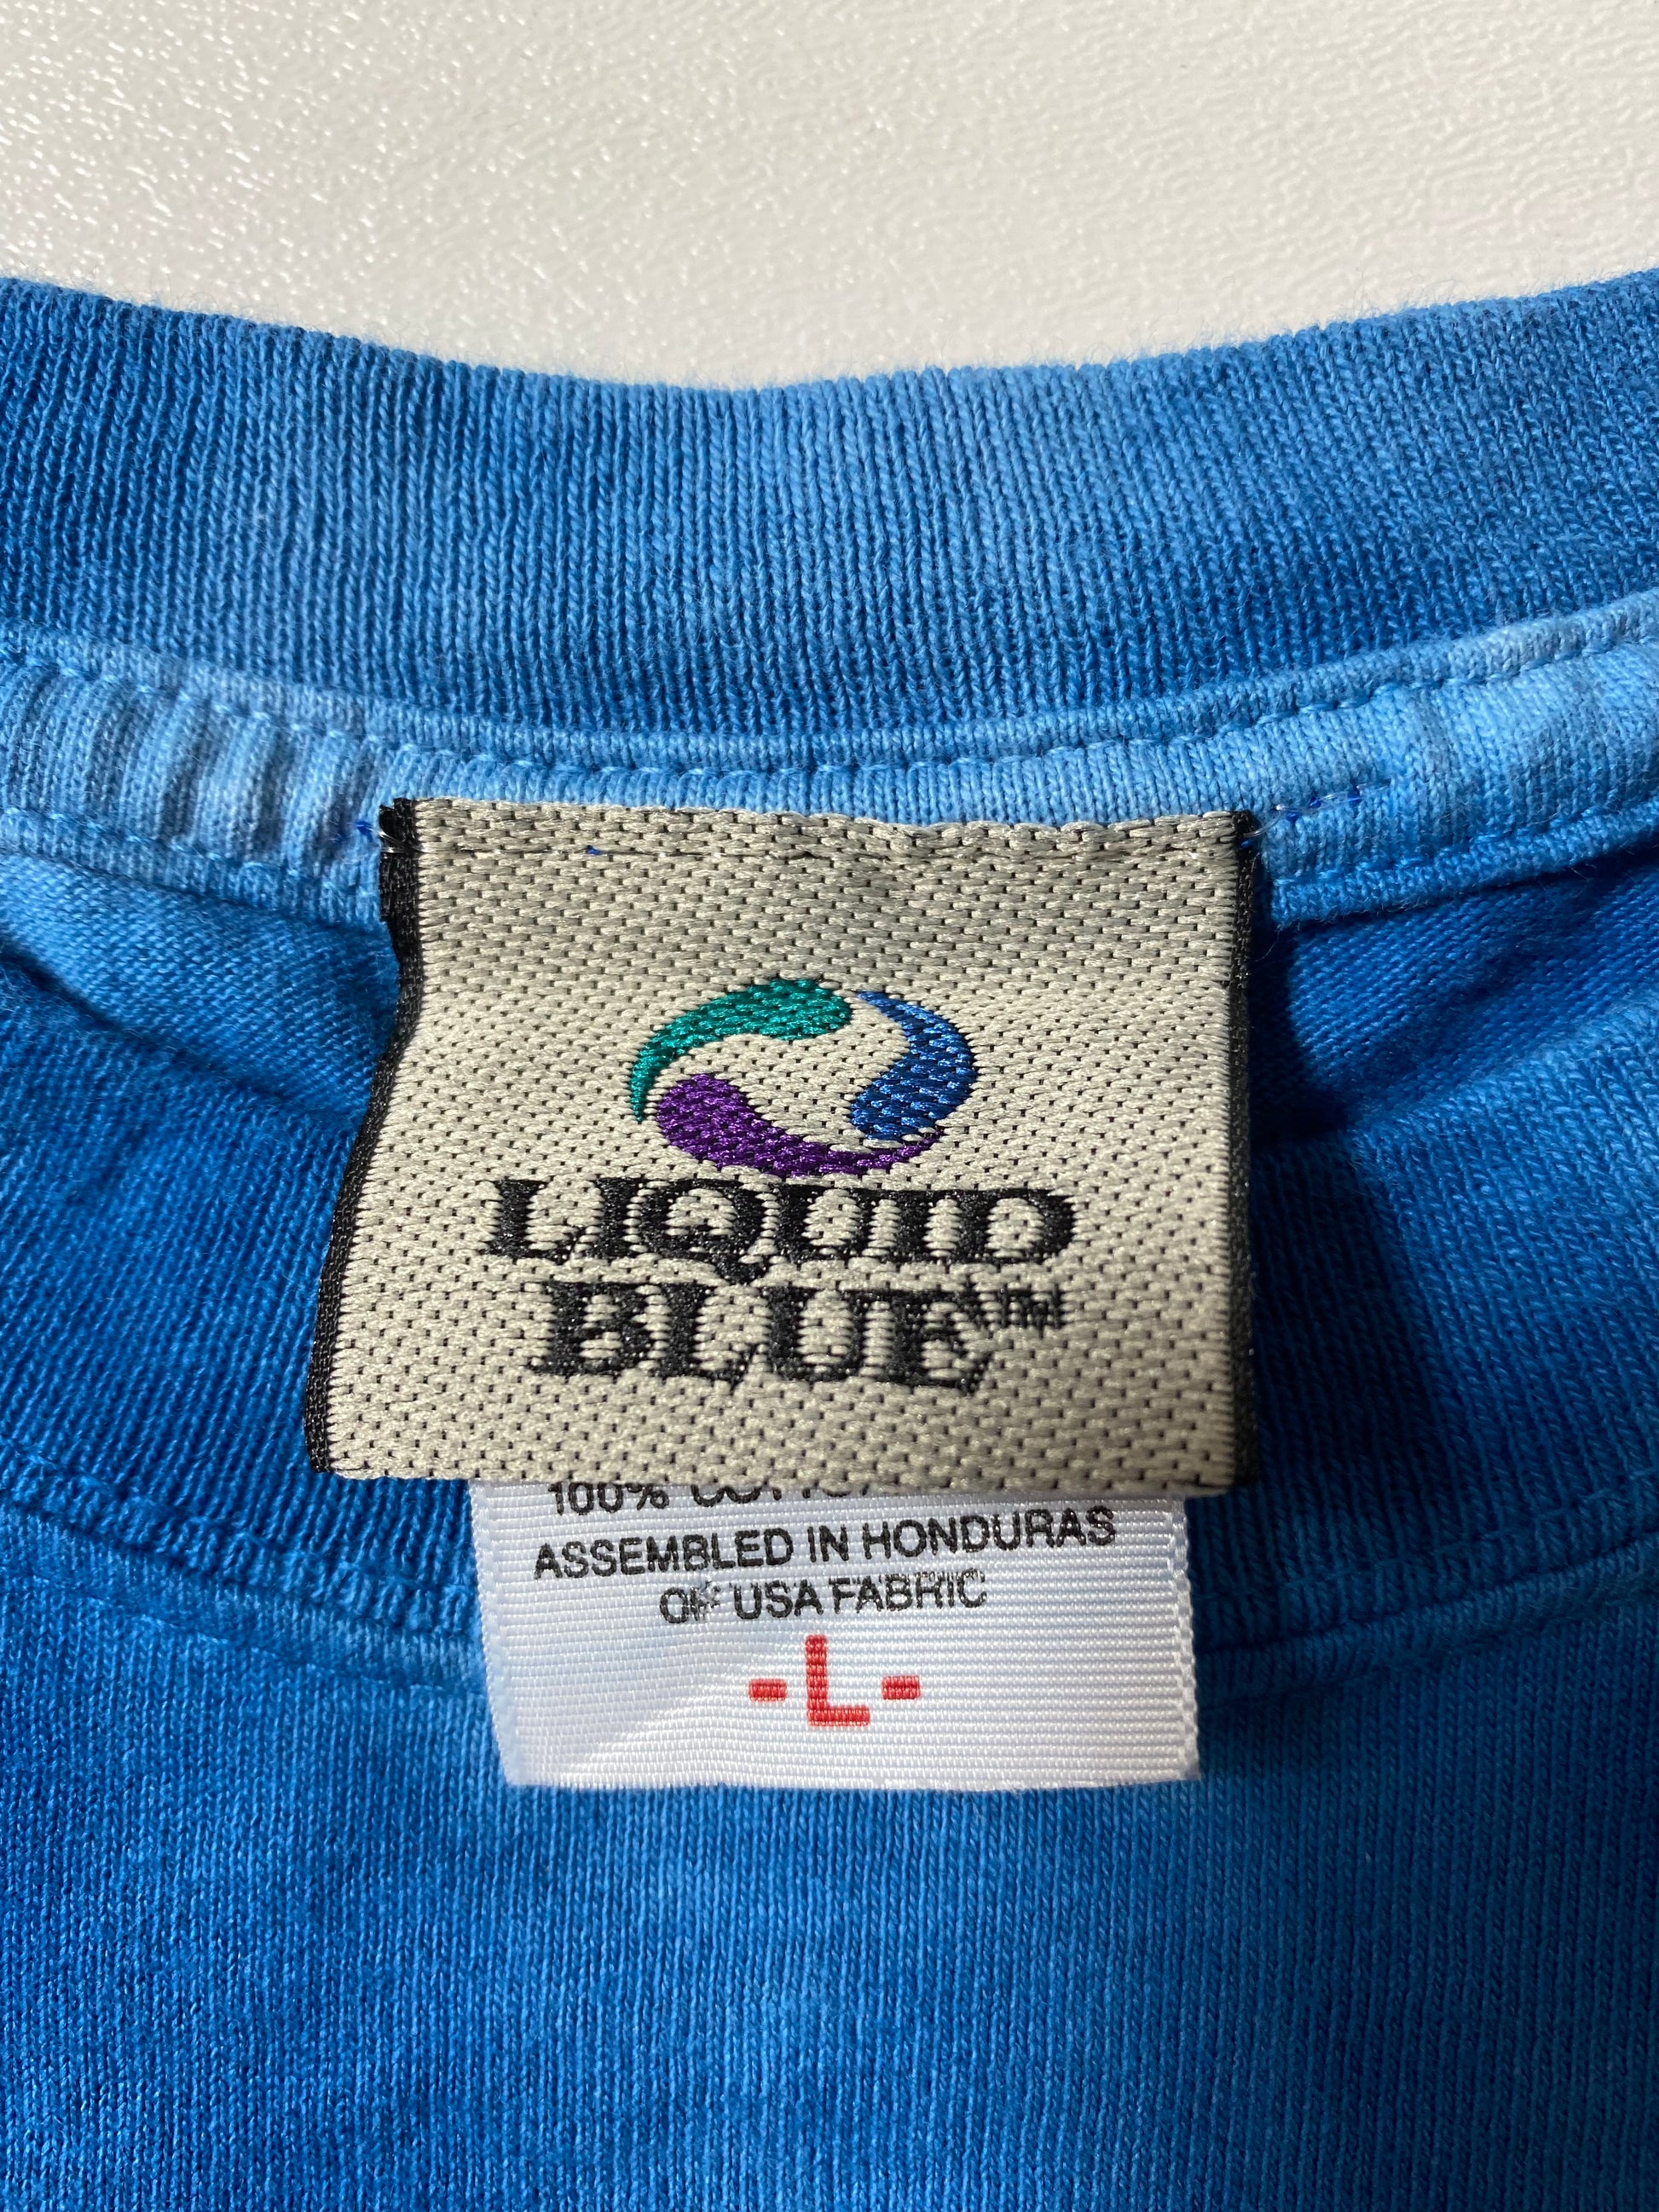 LIQUID
BLUE™
100% COTTON
ASSEMBLED IN HONDURAS
OF USA FABRIC
-L-